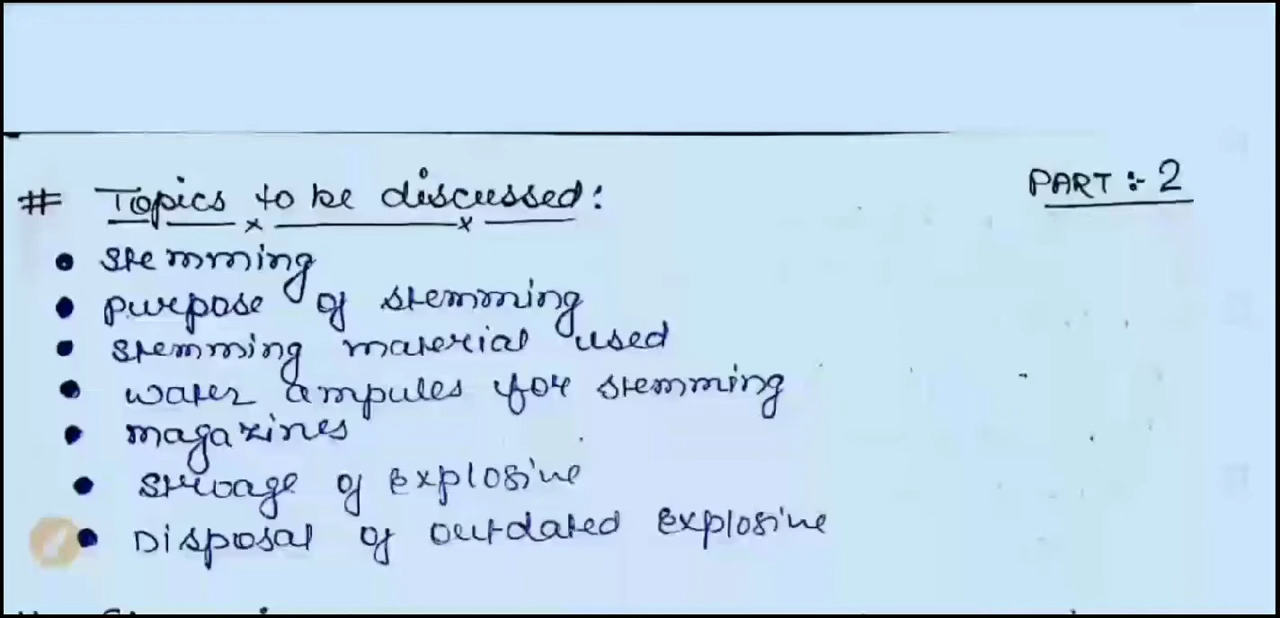 # Topics to be discussed:
PART :- 2
• stemming
• purpose of stemming
• stemming material used
• water ampules for stemming
• magazines
• storage of explosive
• Disposal of outdated explosive